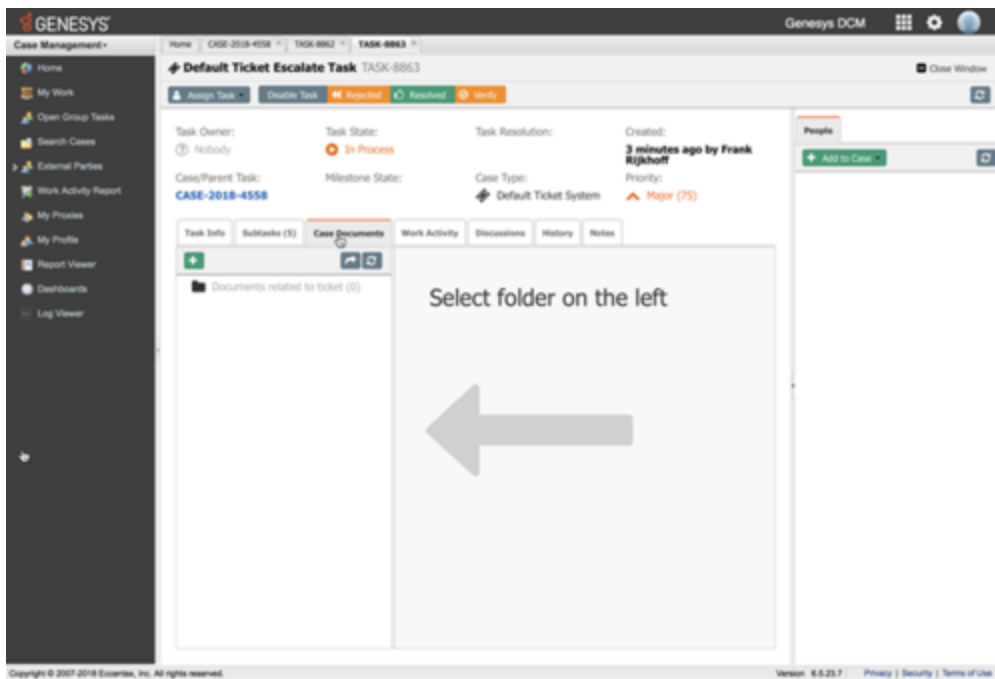 GENESYS
Genesys DCM
Case Management
Home CASE-2018-4558 TASK-8862 TASK-8863
Home
My Work
Open Group Tasks
Search Cases
External Parties
Work Activity Report
My Proxies
My Profile
Report Viewer
Dashboards
Log Viewer
Default Ticket Escalate Task TASK-8863
Close Window
Assign Task Disable Task Rejected Resolved Verify
Task Owner: Task State: Task Resolution: Created:
Nobody In Process 3 minutes ago by Frank
Rijkhoff
Case/Parent Task: Milestone State: Case Type: Priority:
CASE-2018-4558 Default Ticket System Major (75)
Task Info Subtasks (5) Case Documents Work Activity Discussions History Notes
Documents related to ticket (0)
Select folder on the left
People
Add to Case
Copyright © 2007-2018 Eccentex, Inc. All rights reserved.
Version 6.5.23.7 Privacy | Security | Terms of Use